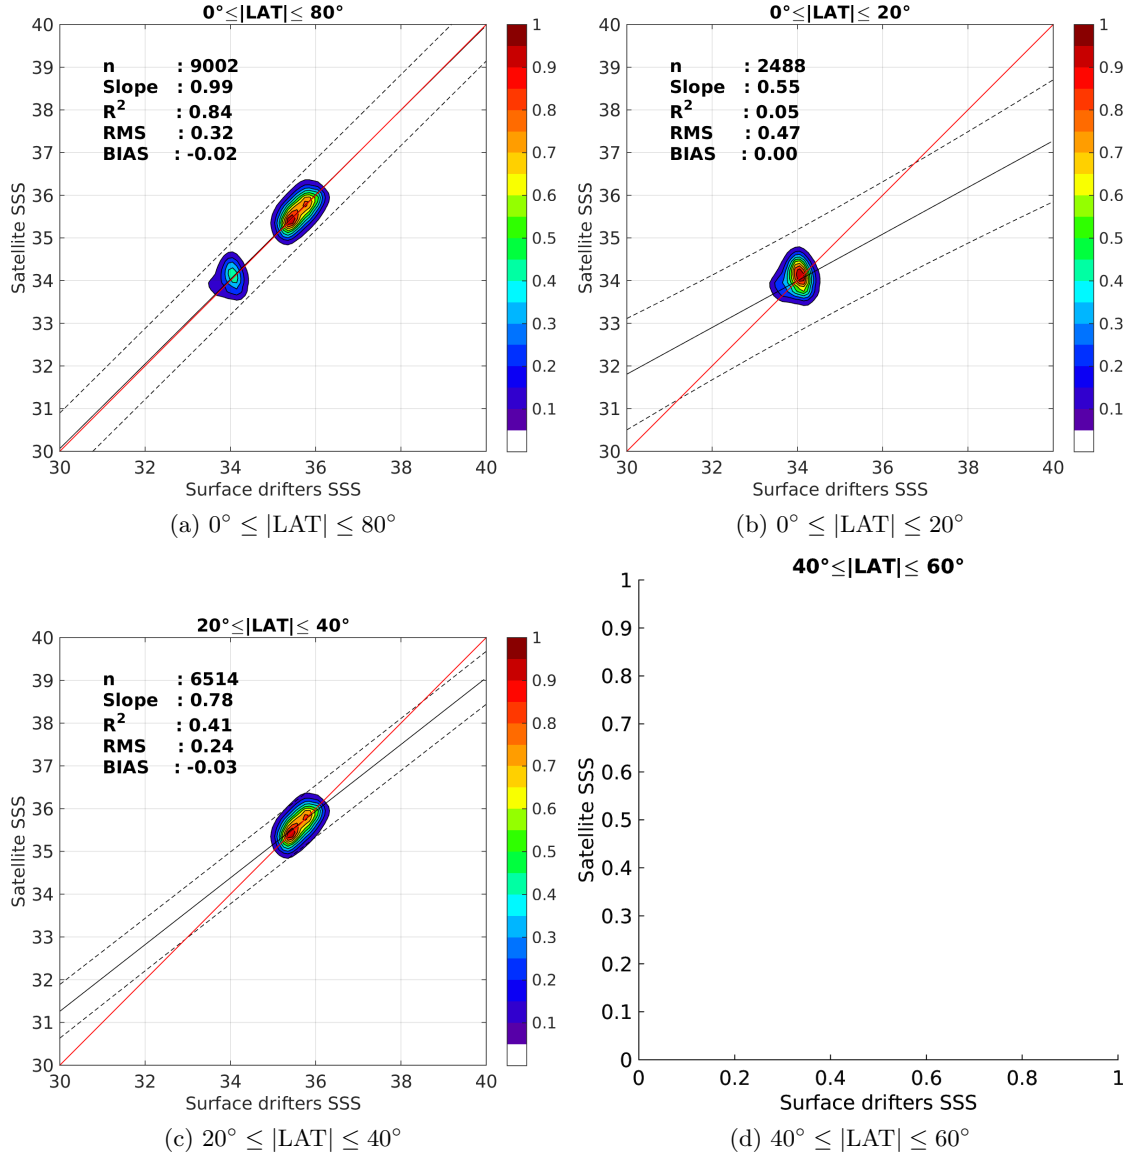 0°≤|LAT|≤ 80°
n : 9002
Slope : 0.99
R² : 0.84
RMS : 0.32
BIAS : -0.02
40
39
38
37
36
35
34
33
32
31
30
30 32 34 36 38 40
Satellite SSS
Surface drifters SSS
1
0.9
0.8
0.7
0.6
0.5
0.4
0.3
0.2
0.1
(a) 0° ≤ |LAT| ≤ 80°
0°≤|LAT|≤ 20°
n : 2488
Slope : 0.55
R² : 0.05
RMS : 0.47
BIAS : 0.00
40
39
38
37
36
35
34
33
32
31
30
30 32 34 36 38 40
Satellite SSS
Surface drifters SSS
1
0.9
0.8
0.7
0.6
0.5
0.4
0.3
0.2
0.1
(b) 0° ≤ |LAT| ≤ 20°
20°≤|LAT|≤ 40°
n : 6514
Slope : 0.78
R² : 0.41
RMS : 0.24
BIAS : -0.03
40
39
38
37
36
35
34
33
32
31
30
30 32 34 36 38 40
Satellite SSS
Surface drifters SSS
1
0.9
0.8
0.7
0.6
0.5
0.4
0.3
0.2
0.1
(c) 20° ≤ |LAT| ≤ 40°
40°≤|LAT|≤ 60°
1
0.9
0.8
0.7
0.6
0.5
0.4
0.3
0.2
0.1
0
0 0.2 0.4 0.6 0.8 1
Satellite SSS
Surface drifters SSS
(d) 40° ≤ |LAT| ≤ 60°